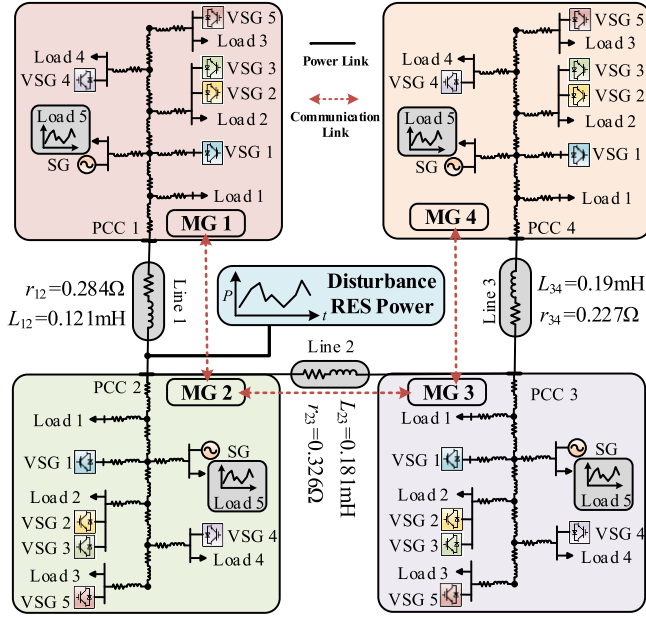 VSG 5
Load 3
Load 4
VSG 4
VSG 3
VSG 2
Load 2
Load 5
SG
VSG 1
Load 1
PCC 1
MG 1
Power Link
Communication
Link
VSG 5
Load 3
Load 4
VSG 4
VSG 3
VSG 2
Load 2
Load 5
SG
VSG 1
Load 1
MG 4
PCC 4
r12=0.284Ω
L12=0.121mH
Line 1
P
t
Disturbance
RES Power
Line 3
L34=0.19mH
r34=0.227Ω
Line 2
L23=0.181mH
r23=0.326Ω
PCC 2
MG 2
Load 1
SG
VSG 1
Load 5
Load 2
VSG 2
VSG 3
VSG 4
Load 4
Load 3
VSG 5
MG 3
PCC 3
Load 1
SG
VSG 1
Load 5
Load 2
VSG 2
VSG 3
VSG 4
Load 4
Load 3
VSG 5